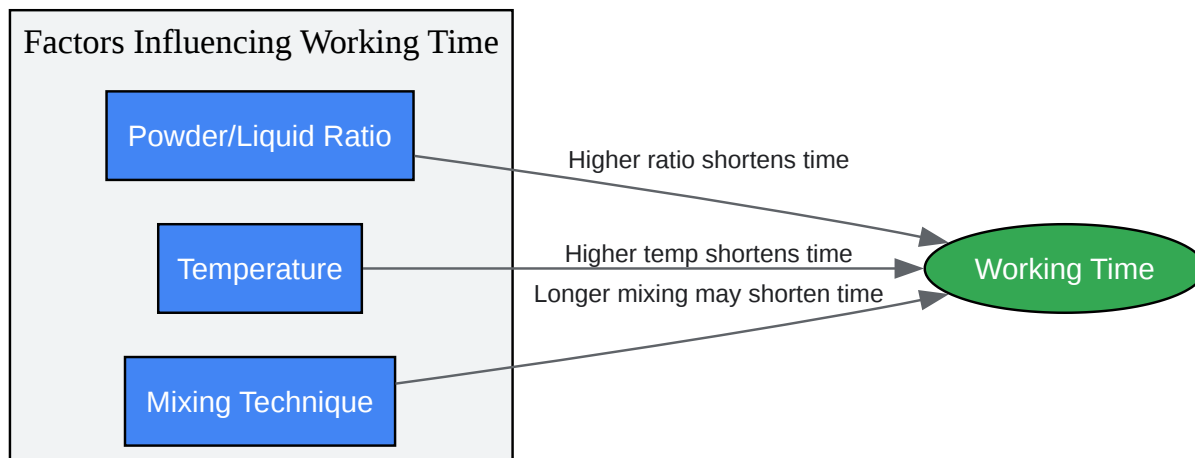 Factors Influencing Working Time
Powder/Liquid Ratio
Higher ratio shortens time
Temperature
Higher temp shortens time
Working Time
Longer mixing may shorten time
Mixing Technique